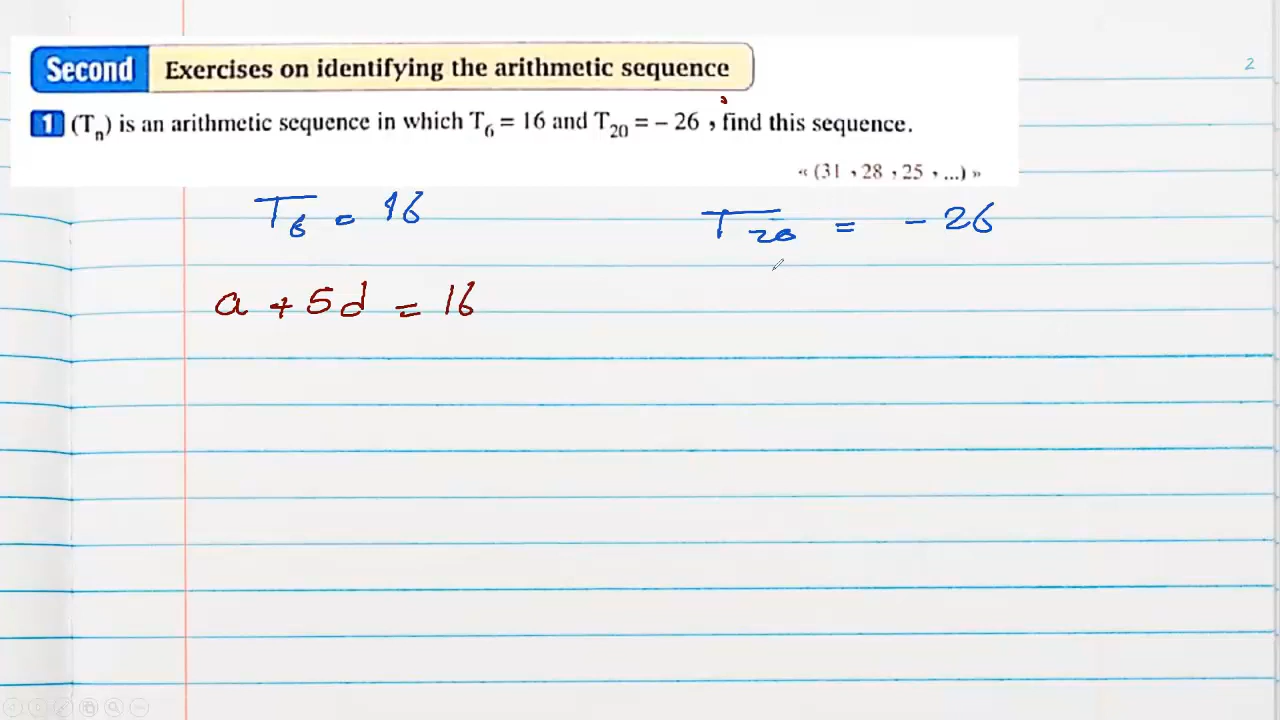 2
Second Exercises on identifying the arithmetic sequence
1 (Tn) is an arithmetic sequence in which T6 = 16 and T20 = – 26 , find this sequence.
« (31 , 28 , 25 , ...) »
T6 = 16 T20 = - 26
a + 5d = 16